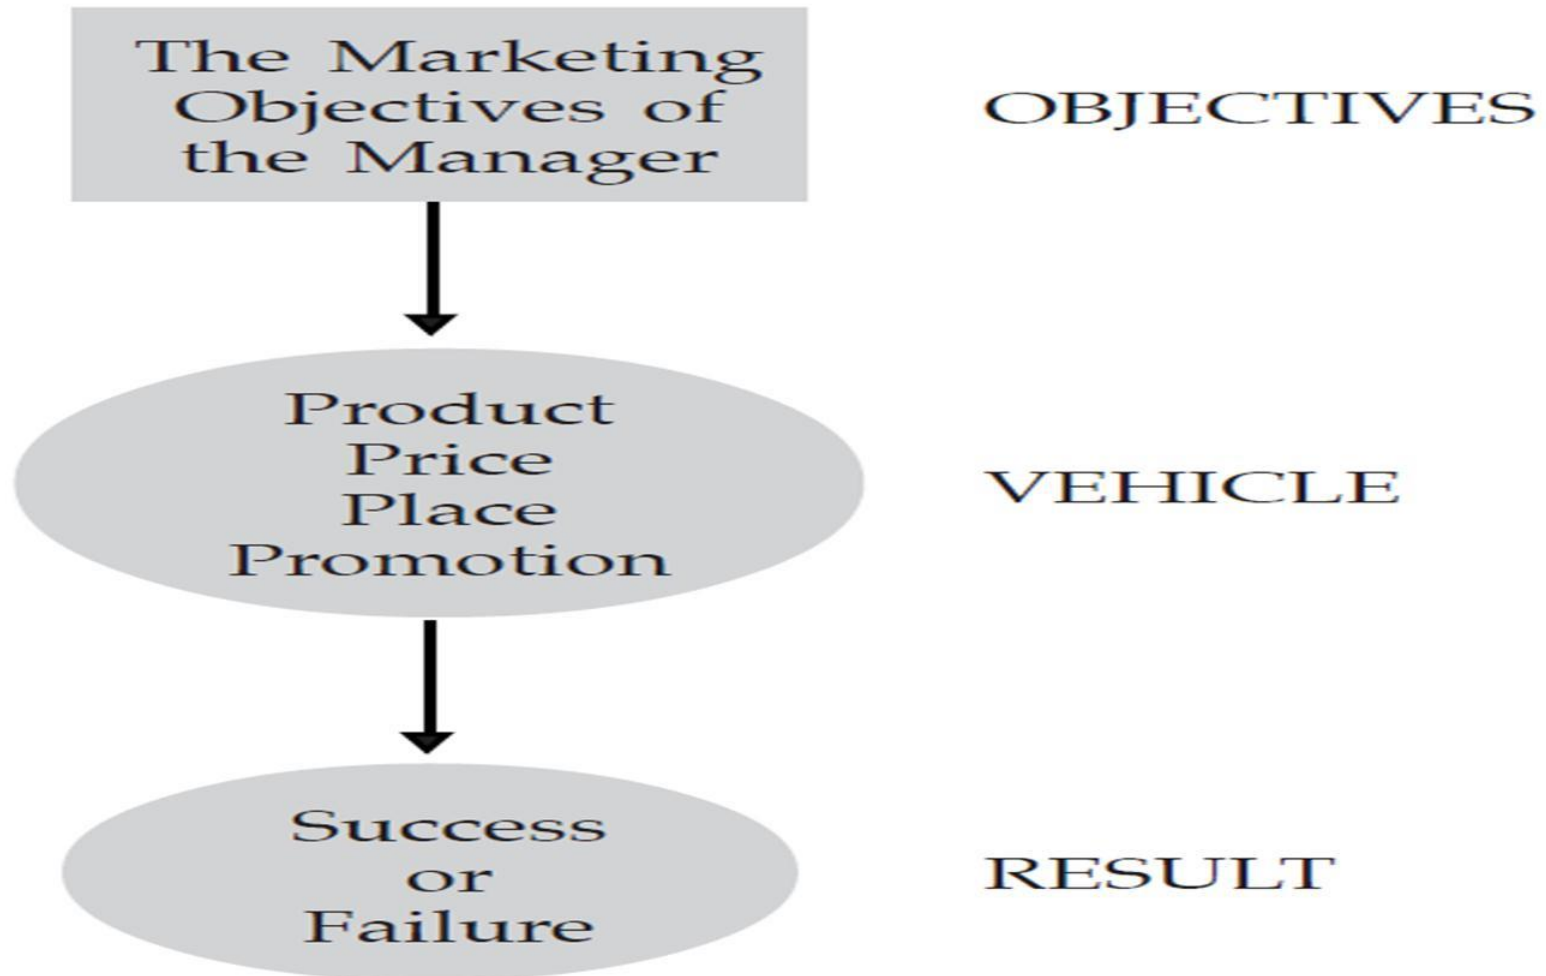 The Marketing
Objectives of
the Manager
OBJECTIVES
Product
Price
Place
Promotion
VEHICLE
Success
or
Failure
RESULT